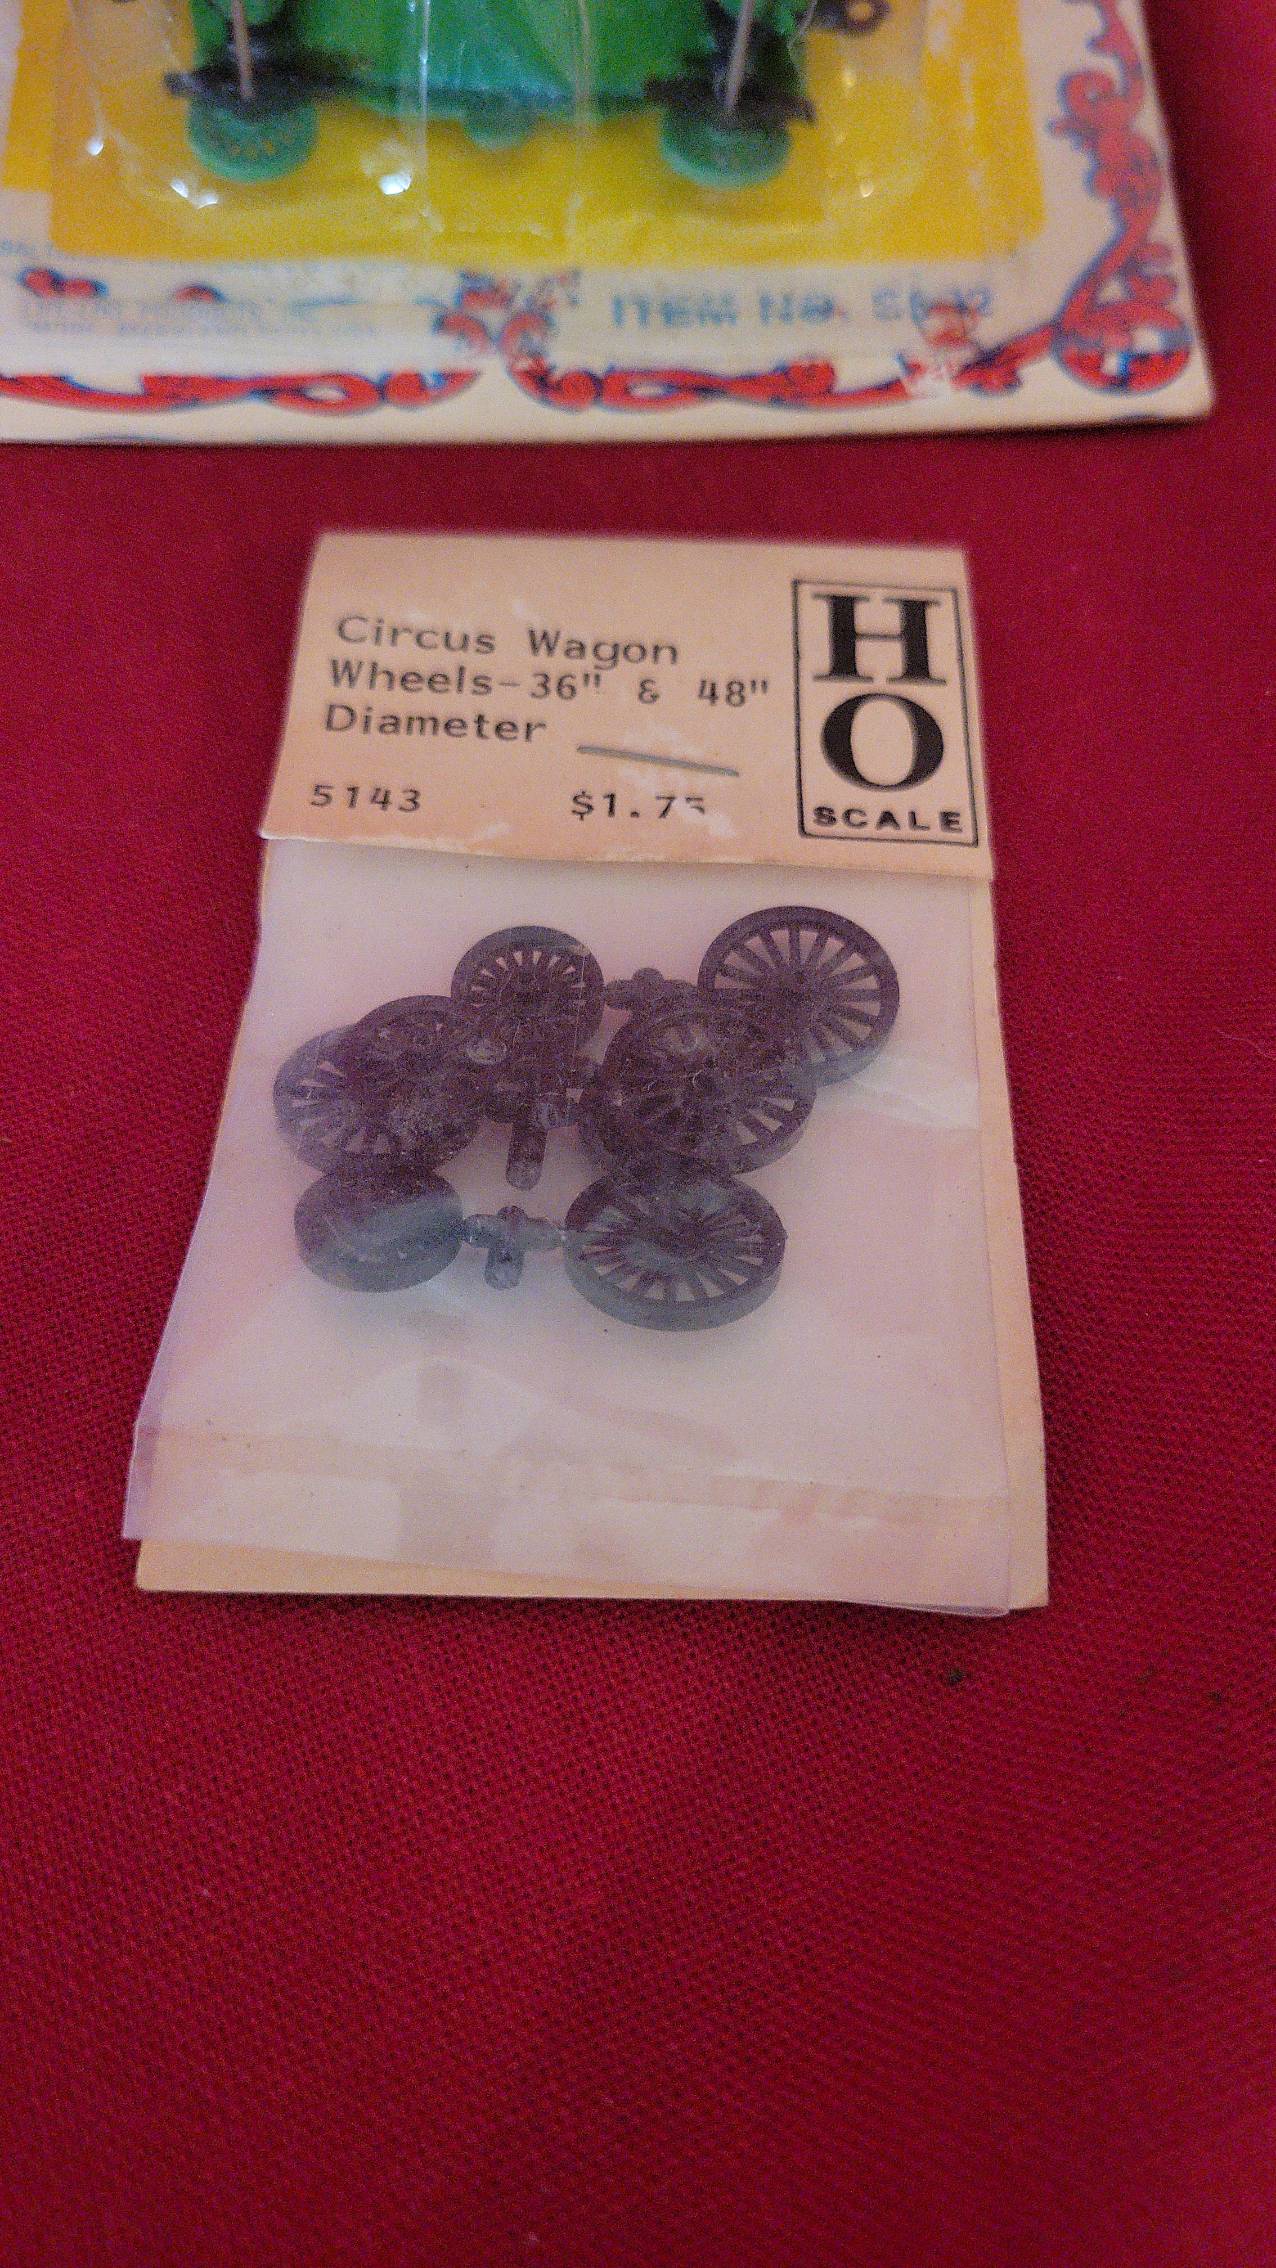 ITEM NO.
Circus Wagon
Wheels-36" & 48"
Diameter
5143 $1.75
H
O
SCALE